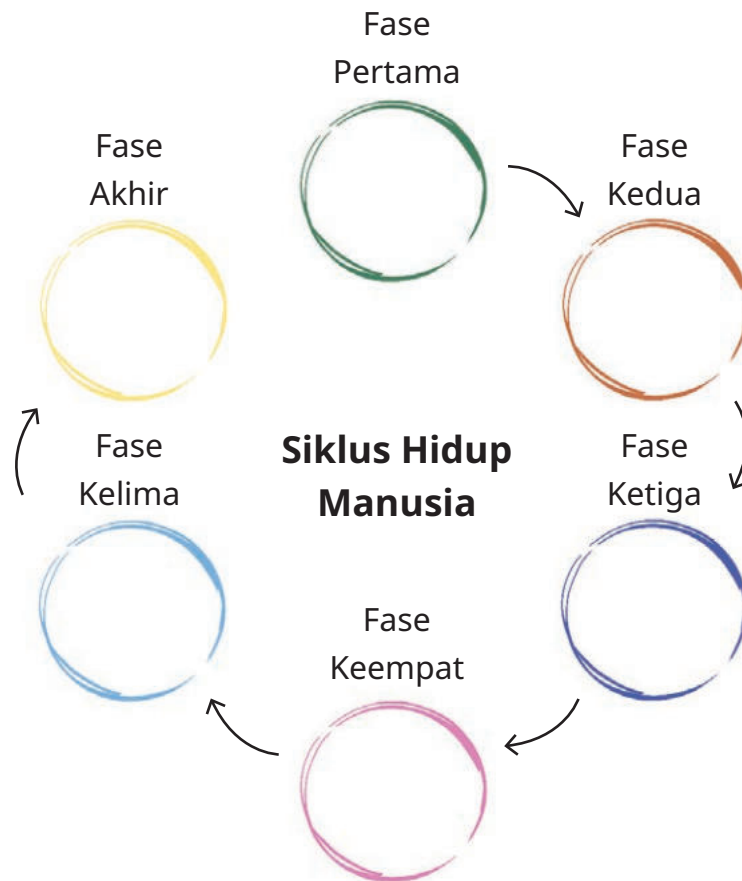 Fase
Pertama
Fase
Kedua
Fase
Ketiga
Fase
Keempat
Fase
Kelima
Fase
Akhir
Siklus Hidup
Manusia